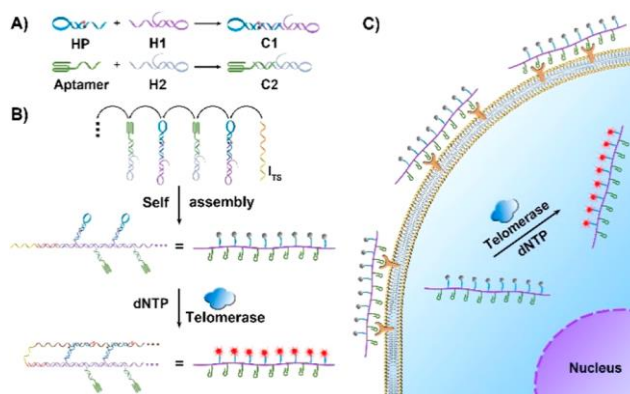 A)
HP + H1 C1
Aptamer + H2 C2
B)
I_TS
Self assembly
= 
dNTP Telomerase
=
C)
Telomerase
dNTP
Nucleus